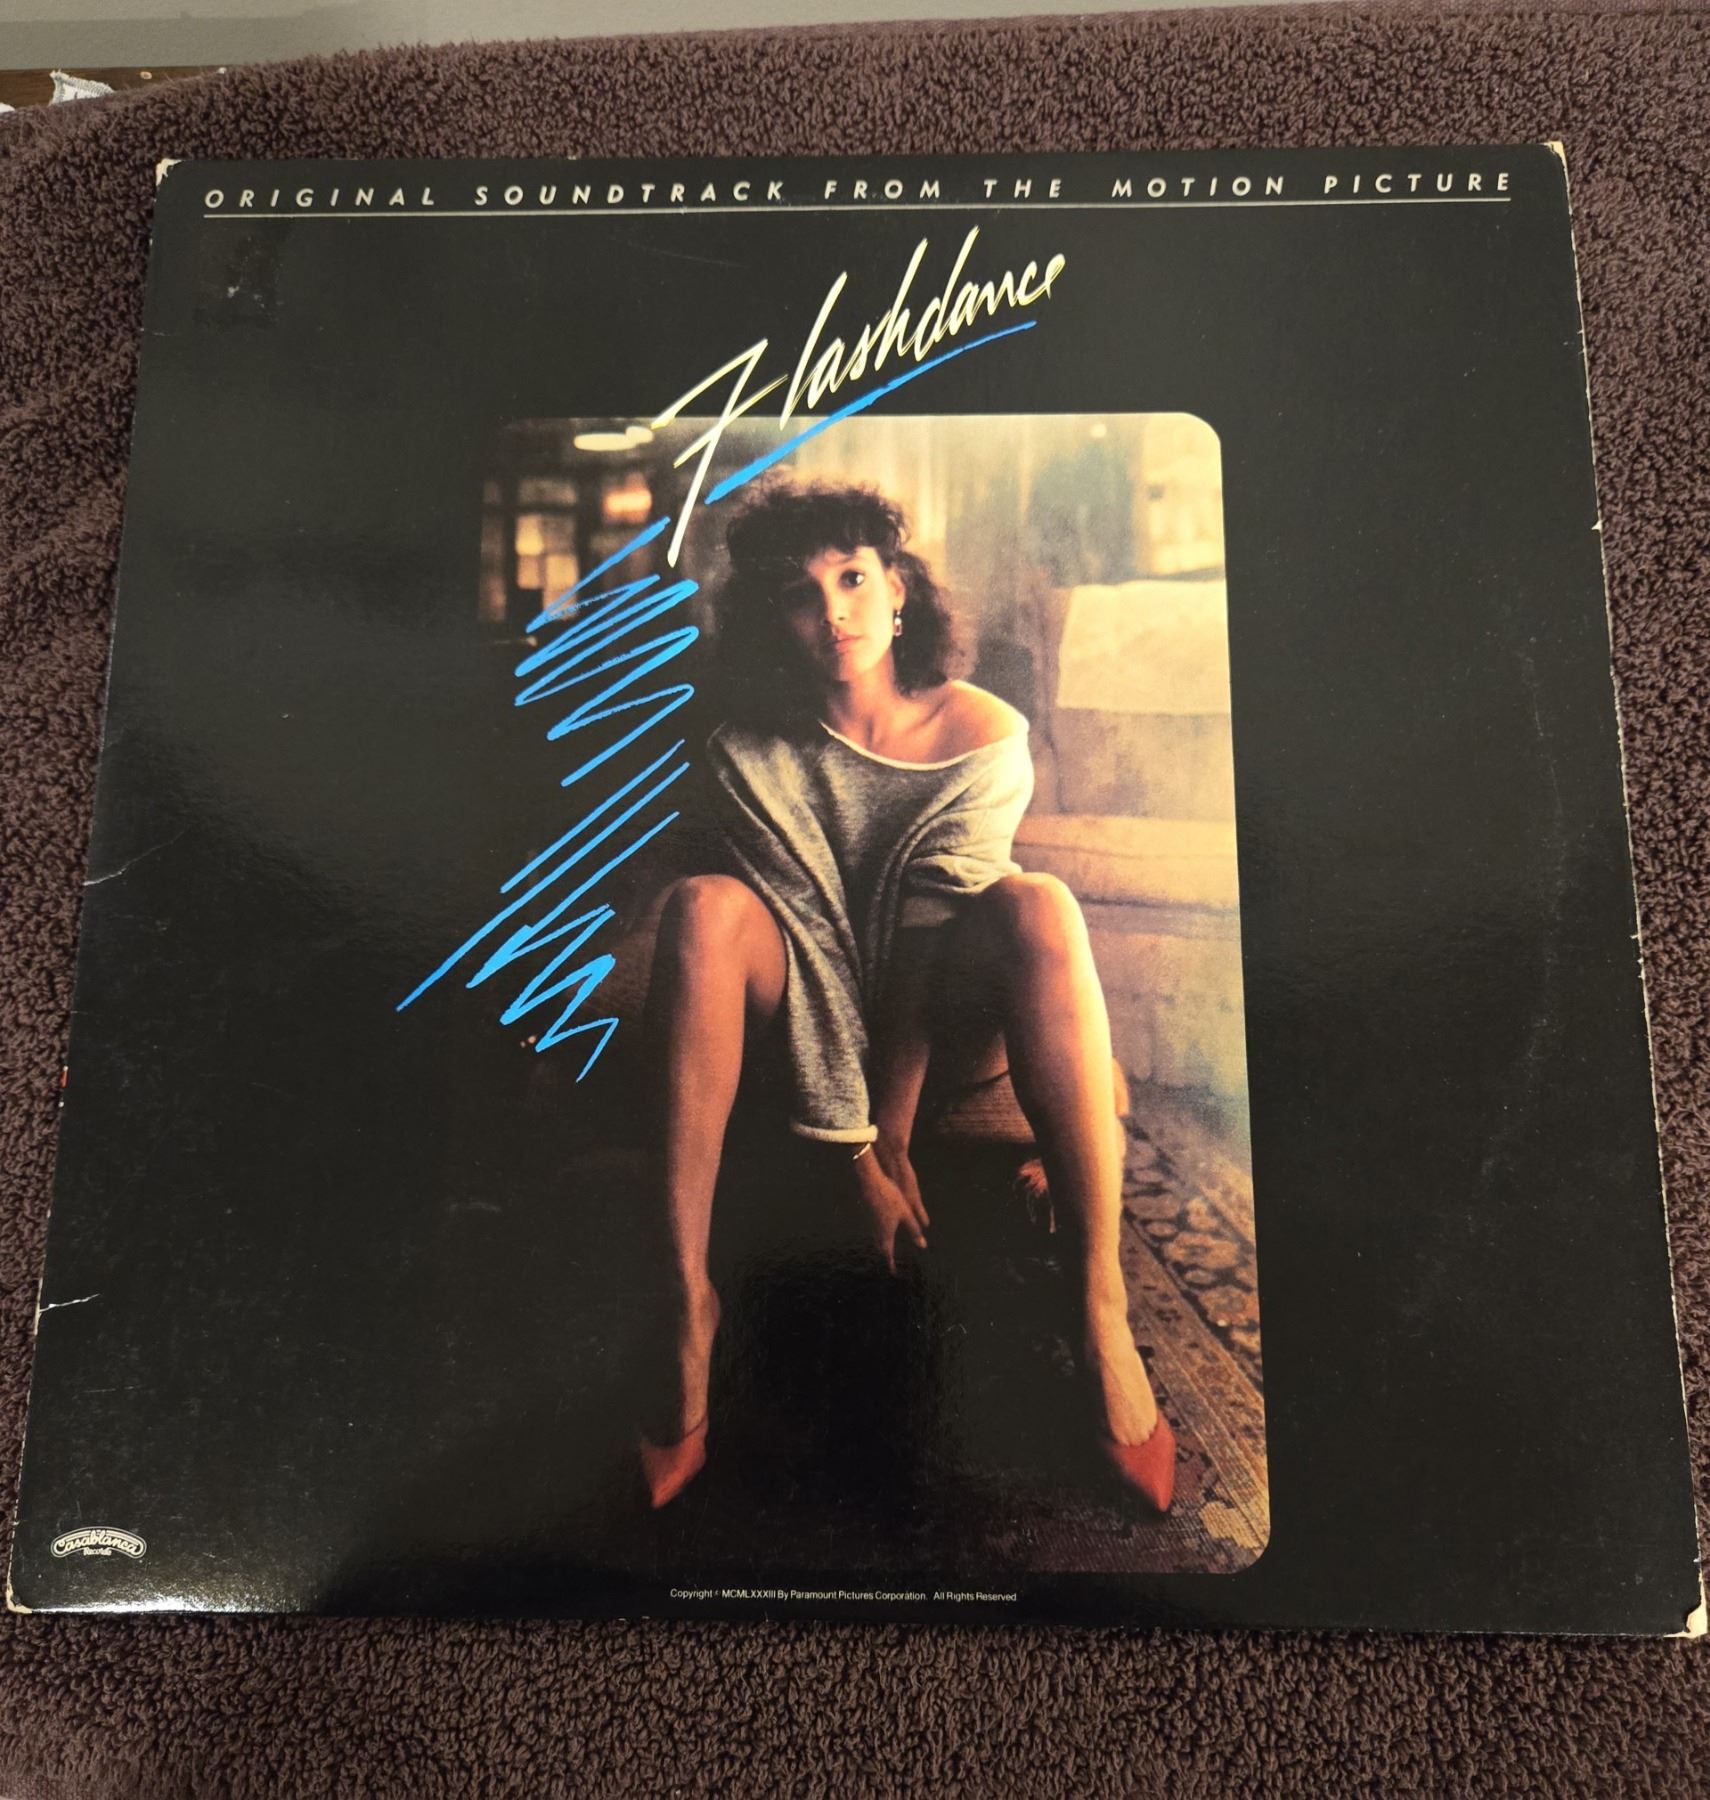 ORIGINAL SOUNDTRACK FROM THE MOTION PICTURE
Flashdance
Casablanca
Records
Copyright © MCMLXXXIII By Paramount Pictures Corporation. All Rights Reserved